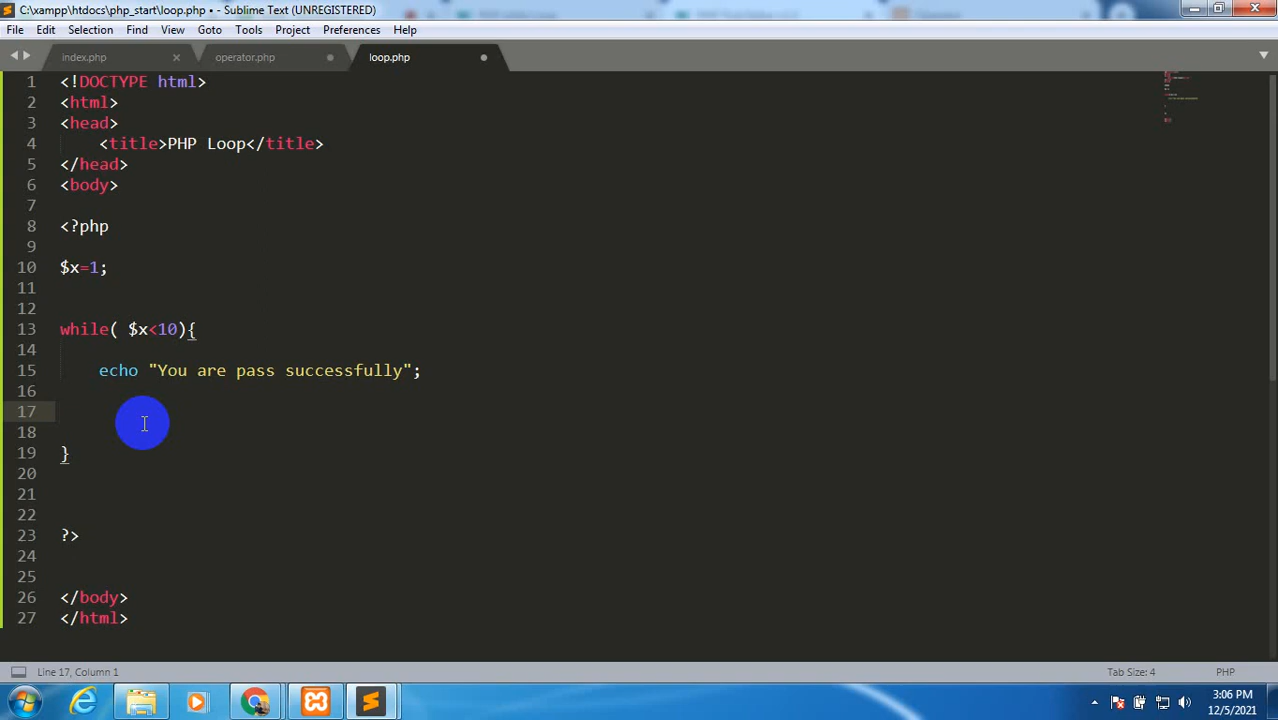 C:\xampp\htdocs\php_start\loop.php • - Sublime Text (UNREGISTERED)
File Edit Selection Find View Goto Tools Project Preferences Help
index.php operator.php loop.php
1 <!DOCTYPE html>
2 <html>
3 <head>
4 <title>PHP Loop</title>
5 </head>
6 <body>
7
8 <?php
9
10 $x=1;
11
12
13 while( $x<10){
14
15 echo "You are pass successfully";
16
17
18
19 }
20
21
22
23 ?>
24
25
26 </body>
27 </html>
Line 17, Column 1 Tab Size: 4 PHP
3:06 PM
12/5/2021